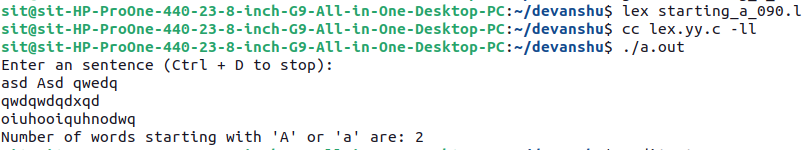 sit@sit-HP-ProOne-440-23-8-inch-G9-All-in-One-Desktop-PC:~/devanshu$ lex starting_a_090.l
sit@sit-HP-ProOne-440-23-8-inch-G9-All-in-One-Desktop-PC:~/devanshu$ cc lex.yy.c -ll
sit@sit-HP-ProOne-440-23-8-inch-G9-All-in-One-Desktop-PC:~/devanshu$ ./a.out
Enter an sentence (Ctrl + D to stop):
asd Asd qwedq
qwdqwdqdxqd
oiuhooiquhnodwq
Number of words starting with 'A' or 'a' are: 2